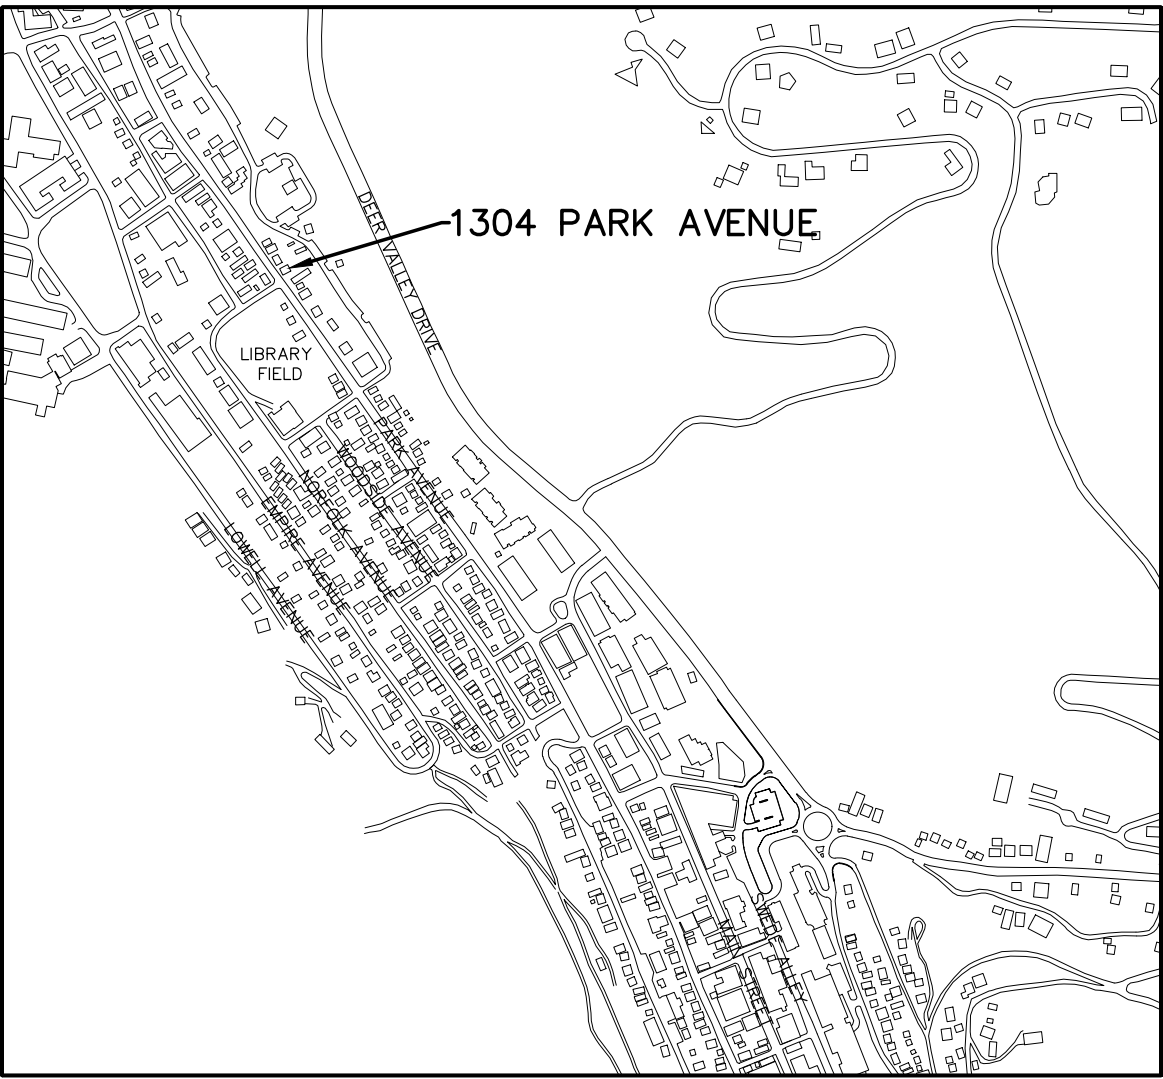 1304 PARK AVENUE
DEER VALLEY DRIVE
LIBRARY
FIELD
PARK AVENUE
WOODSIDE AVENUE
NORFOLK AVENUE
EMPIRE AVENUE
LOWELL AVENUE
SWEDE ALLEY
MAIN STREET